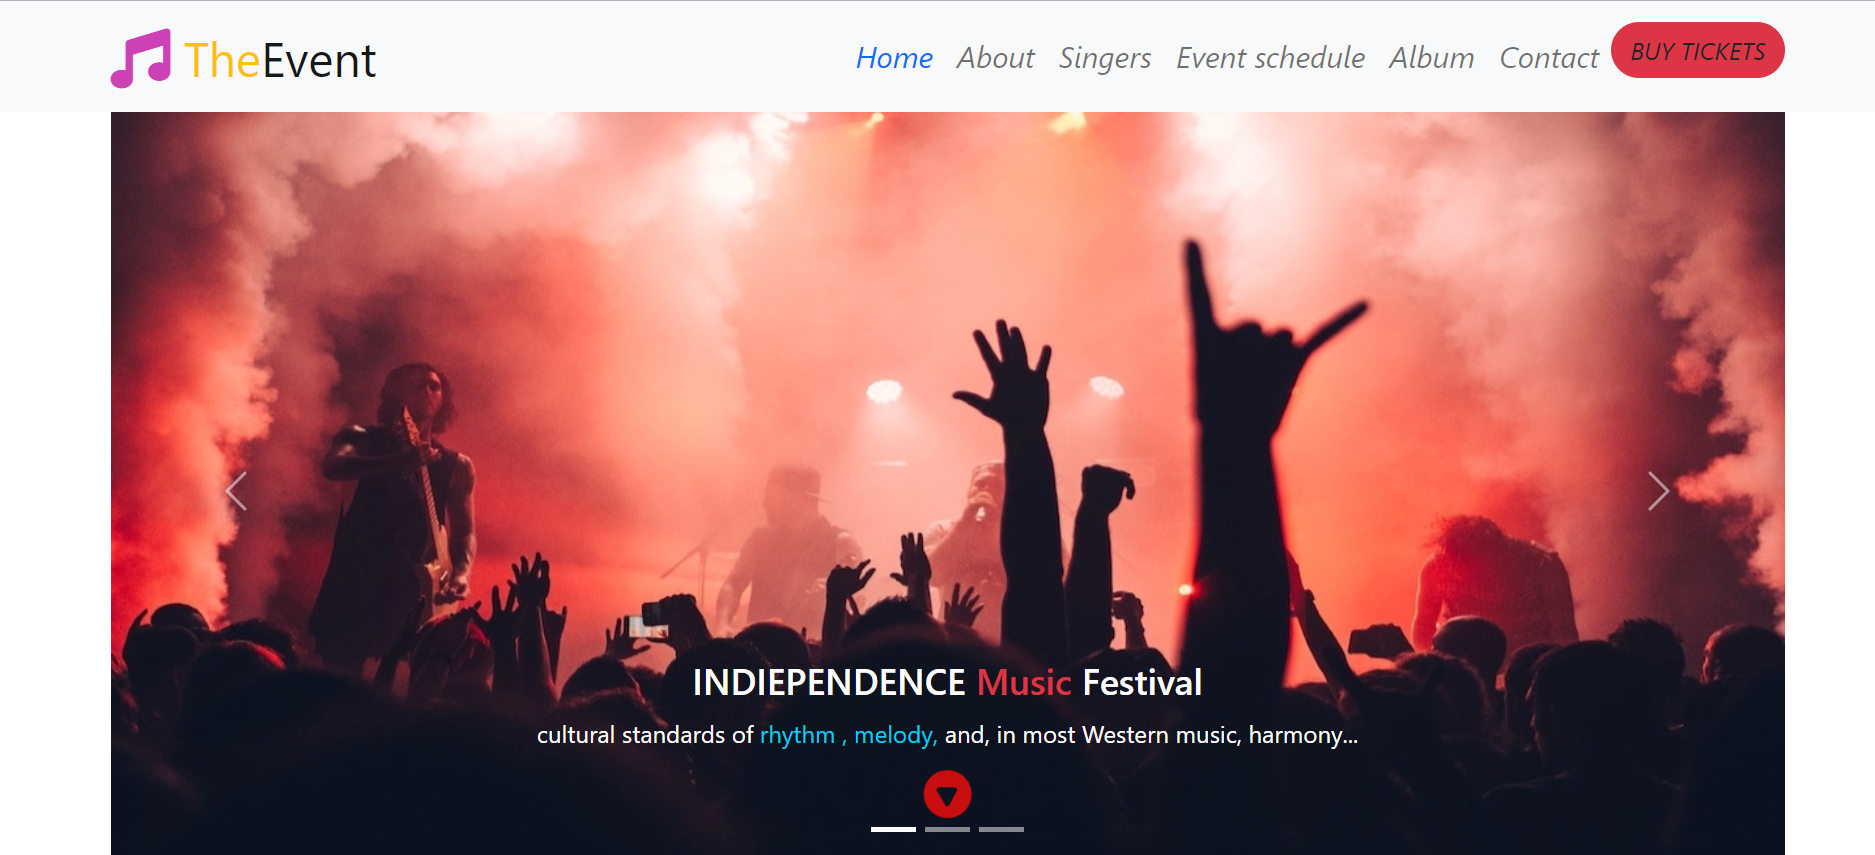 TheEvent
Home About Singers Event schedule Album Contact BUY TICKETS
INDIEPENDENCE Music Festival
cultural standards of rhythm , melody, and, in most Western music, harmony...